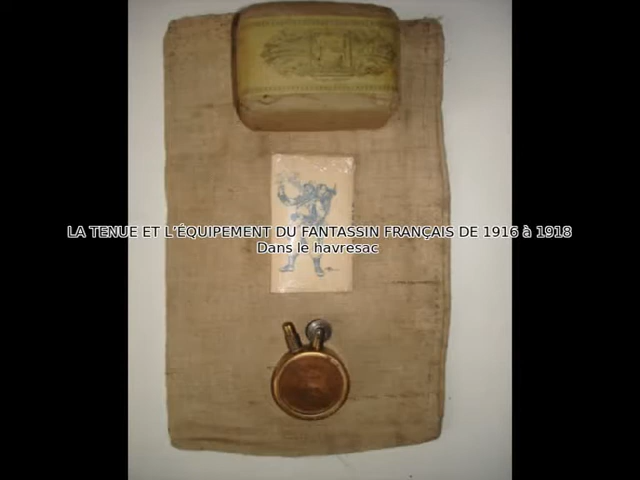 LA TENUE ET L'ÉQUIPEMENT DU FANTASSIN FRANÇAIS DE 1916 à 1918
Dans le havresac